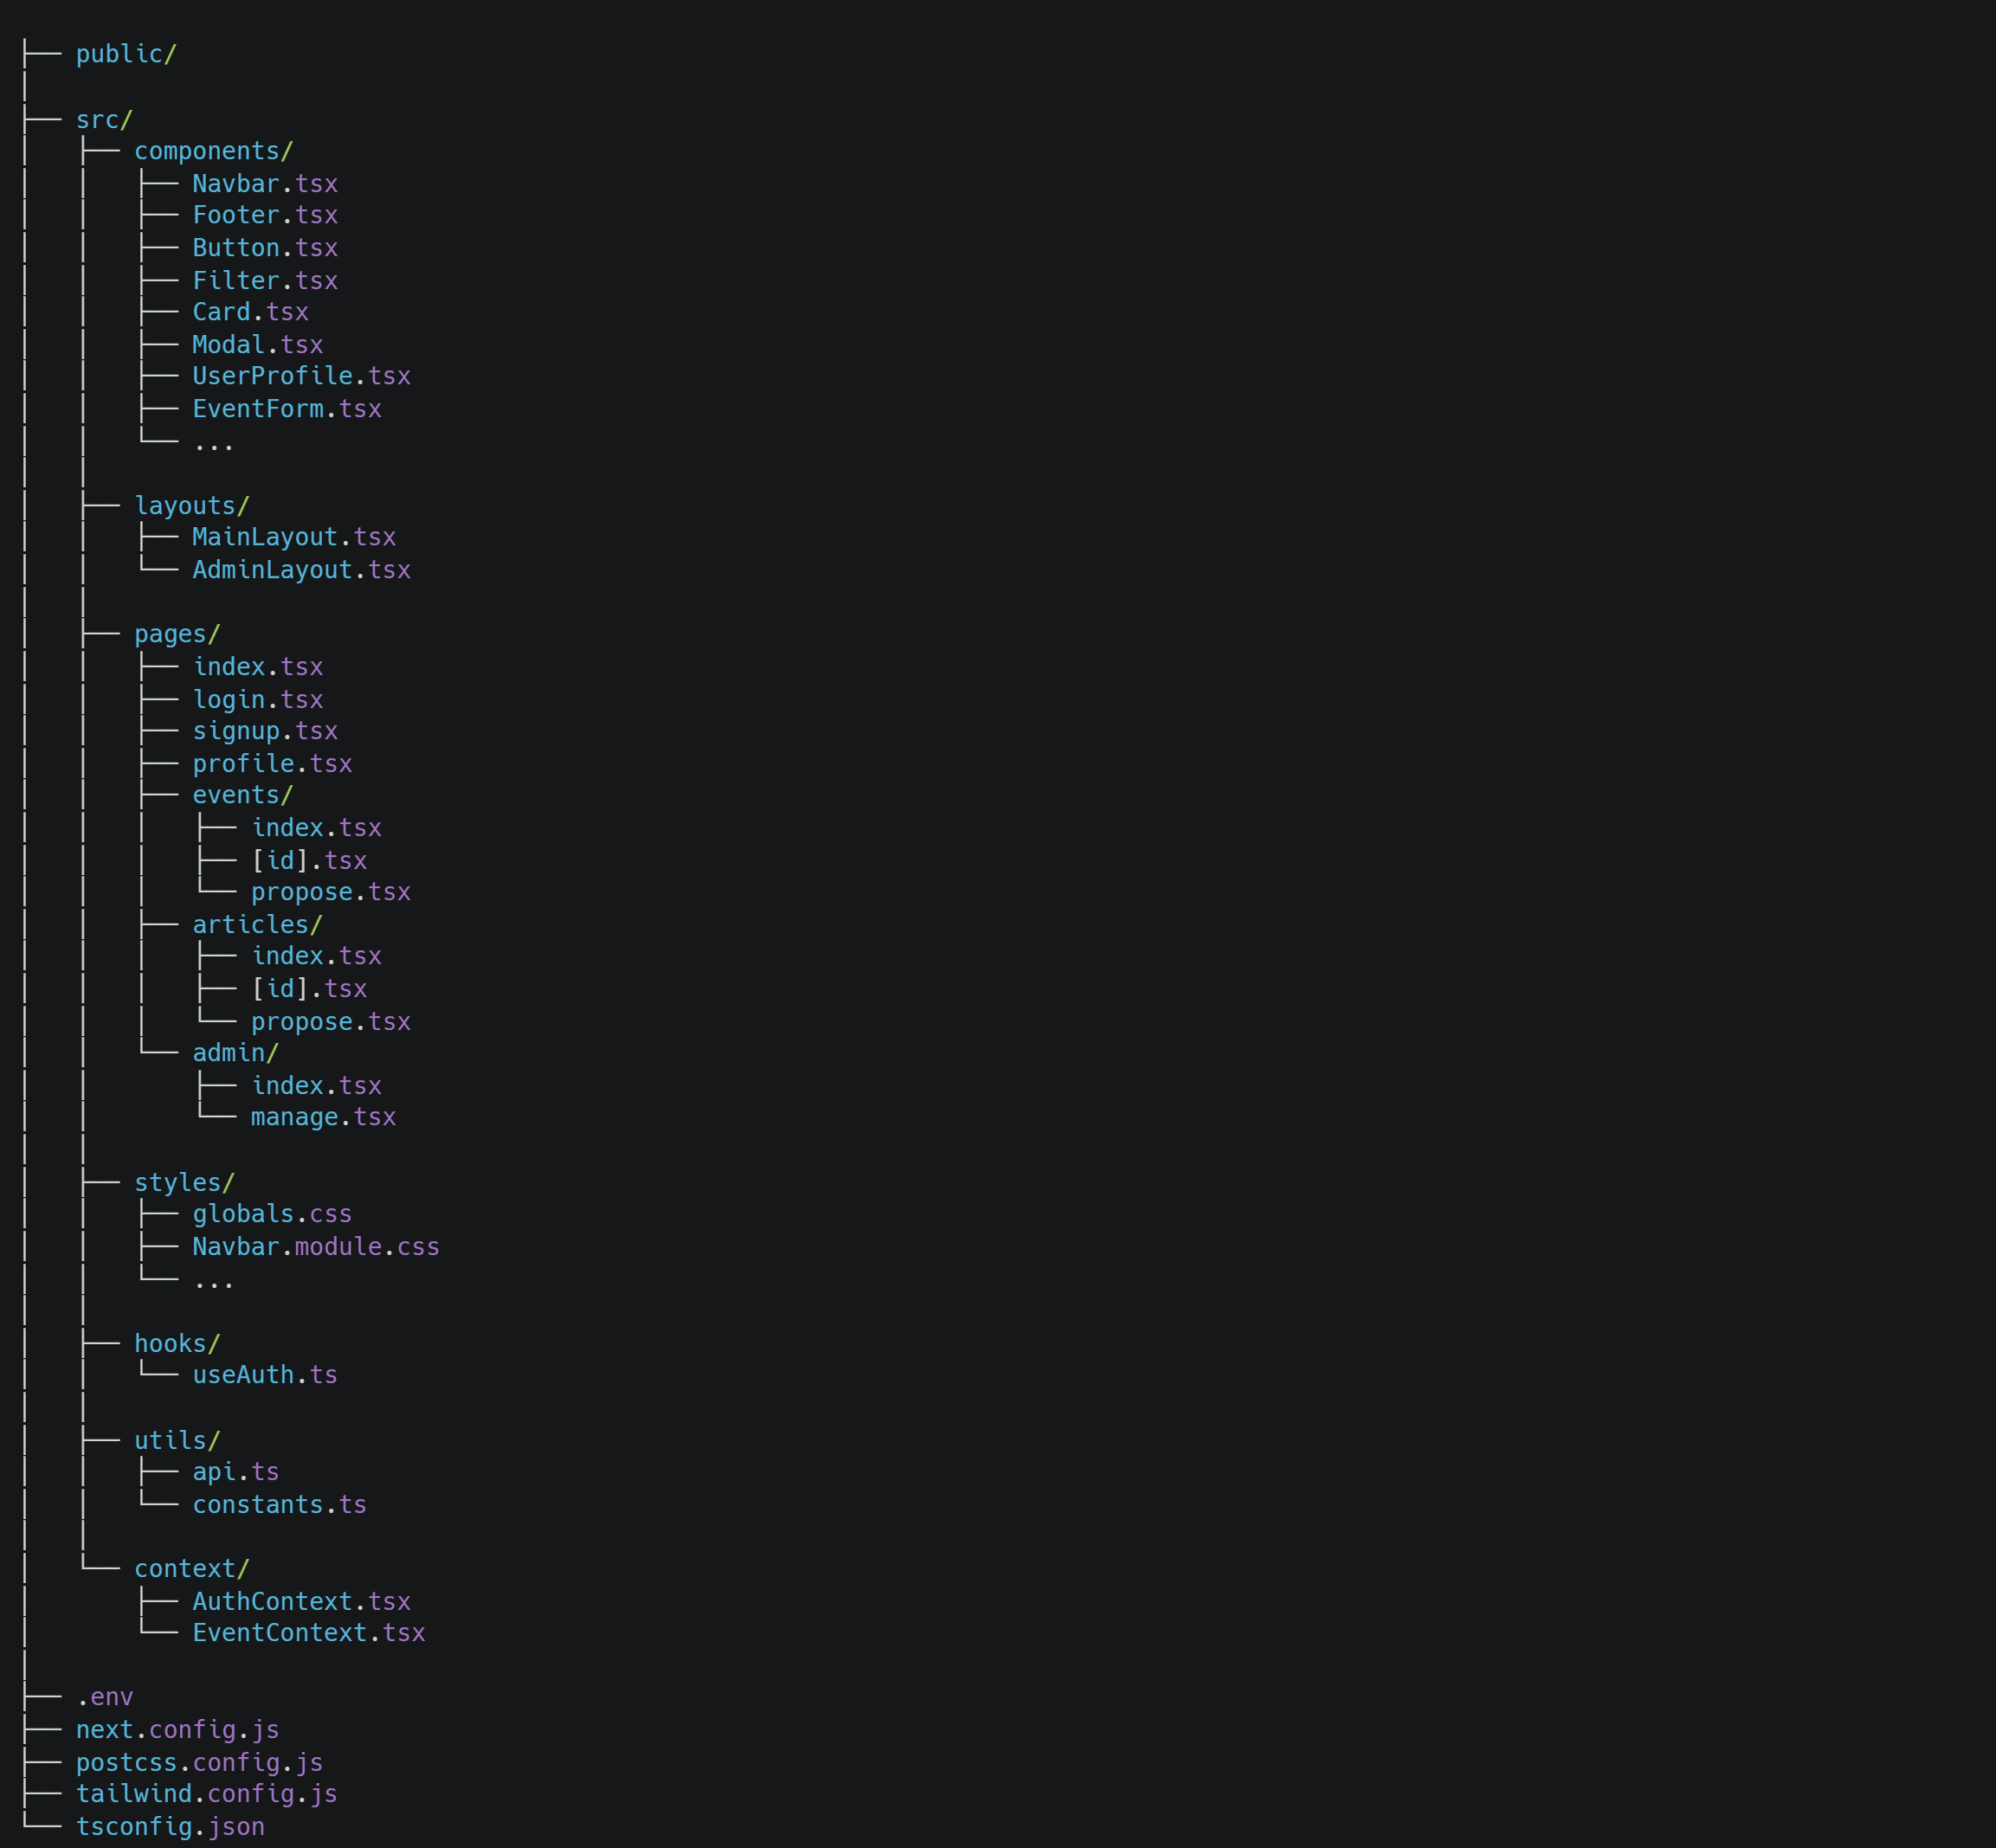 ├── public/
│
├── src/
│   ├── components/
│   │   ├── Navbar.tsx
│   │   ├── Footer.tsx
│   │   ├── Button.tsx
│   │   ├── Filter.tsx
│   │   ├── Card.tsx
│   │   ├── Modal.tsx
│   │   ├── UserProfile.tsx
│   │   ├── EventForm.tsx
│   │   └── ...
│   │
│   ├── layouts/
│   │   ├── MainLayout.tsx
│   │   └── AdminLayout.tsx
│   │
│   ├── pages/
│   │   ├── index.tsx
│   │   ├── login.tsx
│   │   ├── signup.tsx
│   │   ├── profile.tsx
│   │   ├── events/
│   │   │   ├── index.tsx
│   │   │   ├── [id].tsx
│   │   │   └── propose.tsx
│   │   ├── articles/
│   │   │   ├── index.tsx
│   │   │   ├── [id].tsx
│   │   │   └── propose.tsx
│   │   └── admin/
│   │       ├── index.tsx
│   │       └── manage.tsx
│   │
│   ├── styles/
│   │   ├── globals.css
│   │   ├── Navbar.module.css
│   │   └── ...
│   │
│   ├── hooks/
│   │   └── useAuth.ts
│   │
│   ├── utils/
│   │   ├── api.ts
│   │   └── constants.ts
│   │
│   └── context/
│       ├── AuthContext.tsx
│       └── EventContext.tsx
│
├── .env
├── next.config.js
├── postcss.config.js
├── tailwind.config.js
└── tsconfig.json